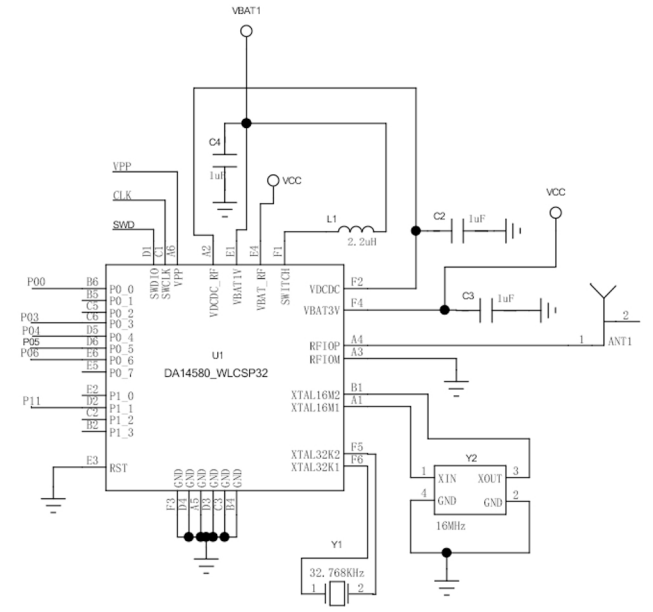 VBAT1
C4
1uF
VPP
CLK
SWD
VCC
L1
2.2uH
C2
1uF
VCC
C3
1uF
D1
C1
A6
A2
E1
E4
F1
SWDIO
SWCLK
VPP
VDCDC_RF
VBAT1V
VBAT_RF
SWITCH
P00
B6
P0_0
B5
P0_1
C5
P0_2
P03
C6
P0_3
P04
D5
P0_4
P05
D6
P0_5
P06
E6
P0_6
E5
P0_7
E2
P1_0
P11
D2
P1_1
C2
P1_2
B2
P1_3
E3
RST
U1
DA14580_WLCSP32
VDCDC
F2
VBAT3V
F4
RFIOP
A4
RFIOM
A3
XTAL16M2
B1
XTAL16M1
A1
XTAL32K2
F5
XTAL32K1
F6
1
2
ANT1
GND
GND
GND
GND
GND
GND
F3
D4
A5
D3
C3
B4
Y2
1
XIN
XOUT
3
4
GND
GND
2
16MHz
Y1
32.768KHz
1
2